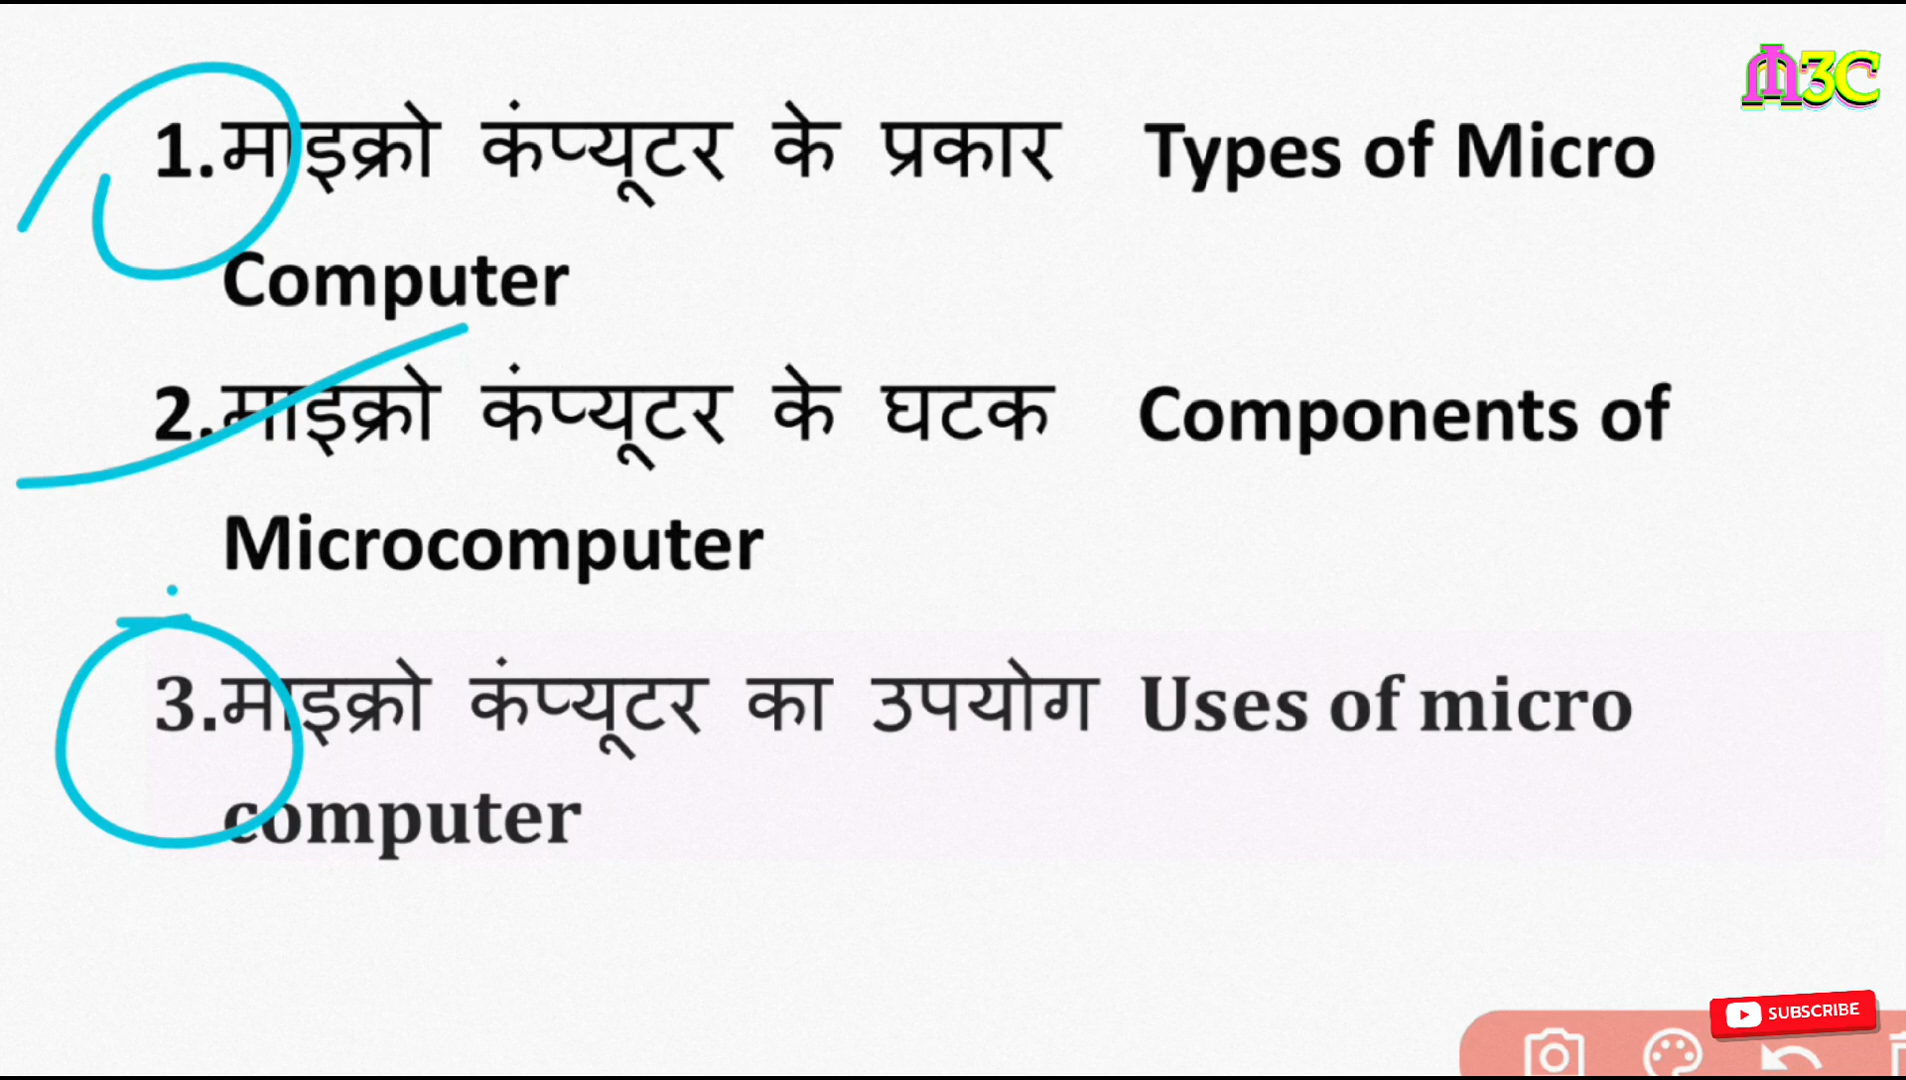 M3C
1.माइक्रो कंप्यूटर के प्रकार Types of Micro
Computer
2.माइक्रो कंप्यूटर के घटक Components of
Microcomputer
3.माइक्रो कंप्यूटर का उपयोग Uses of micro
computer
SUBSCRIBE